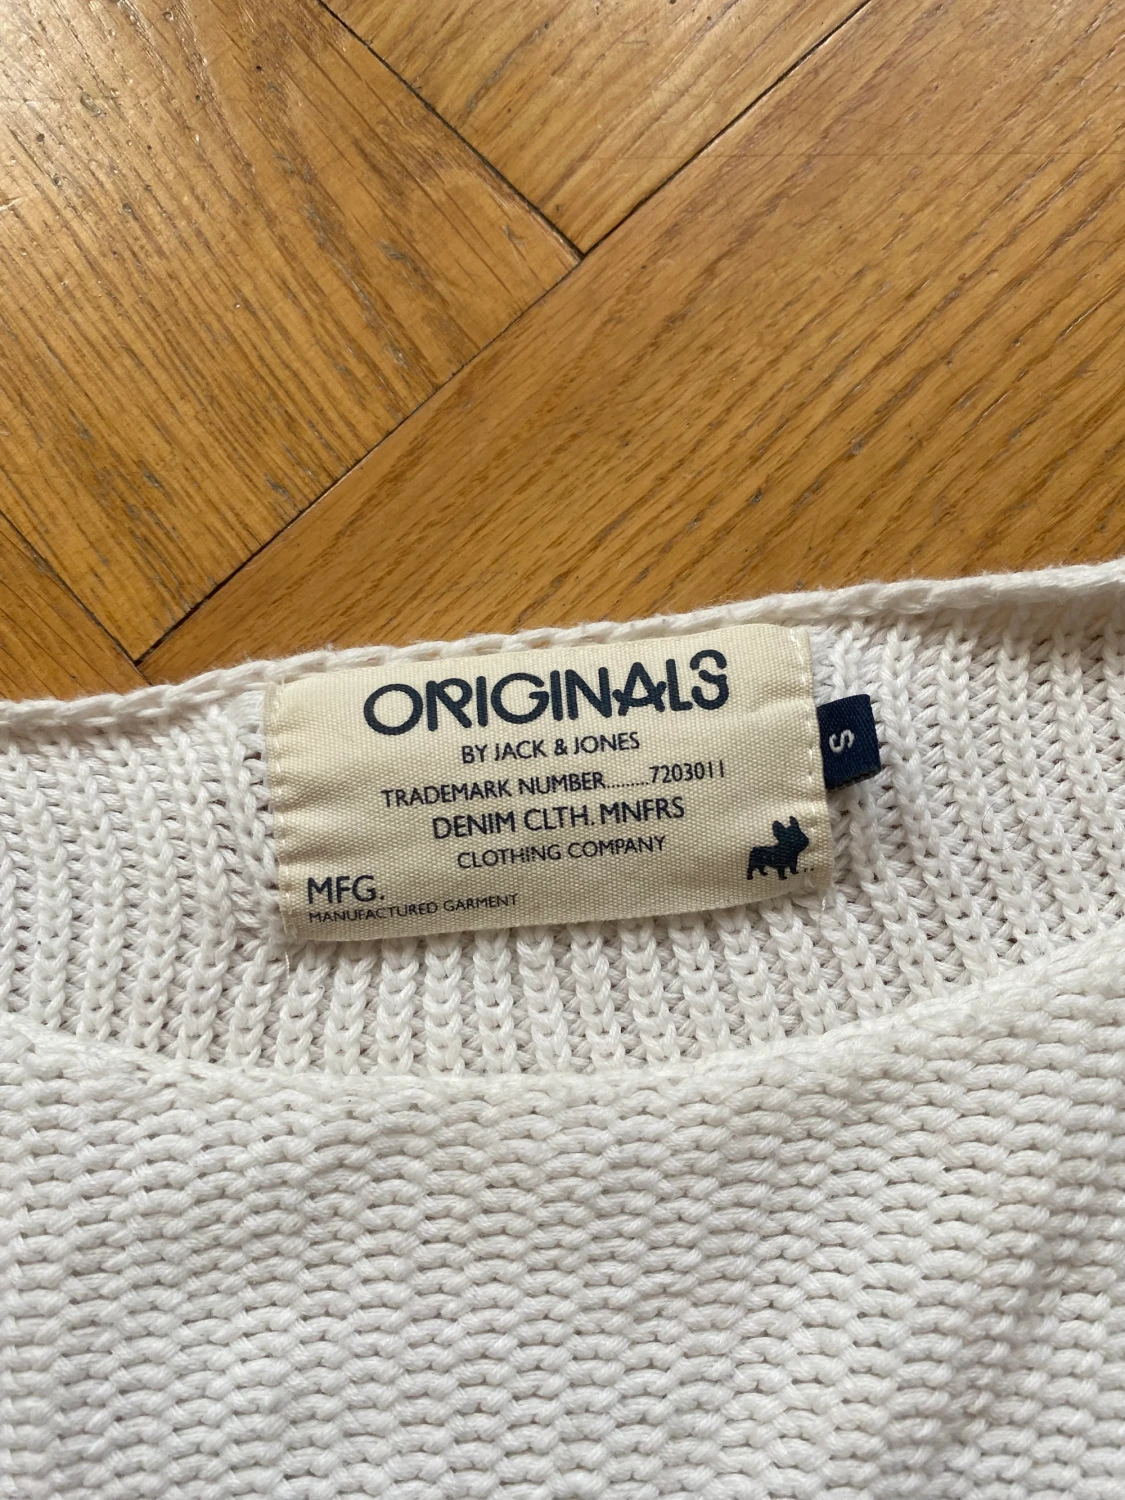 ORIGINALS
BY JACK & JONES
TRADEMARK NUMBER.........7203011
DENIM CLTH. MNFRS
CLOTHING COMPANY
MFG.
MANUFACTURED GARMENT
S